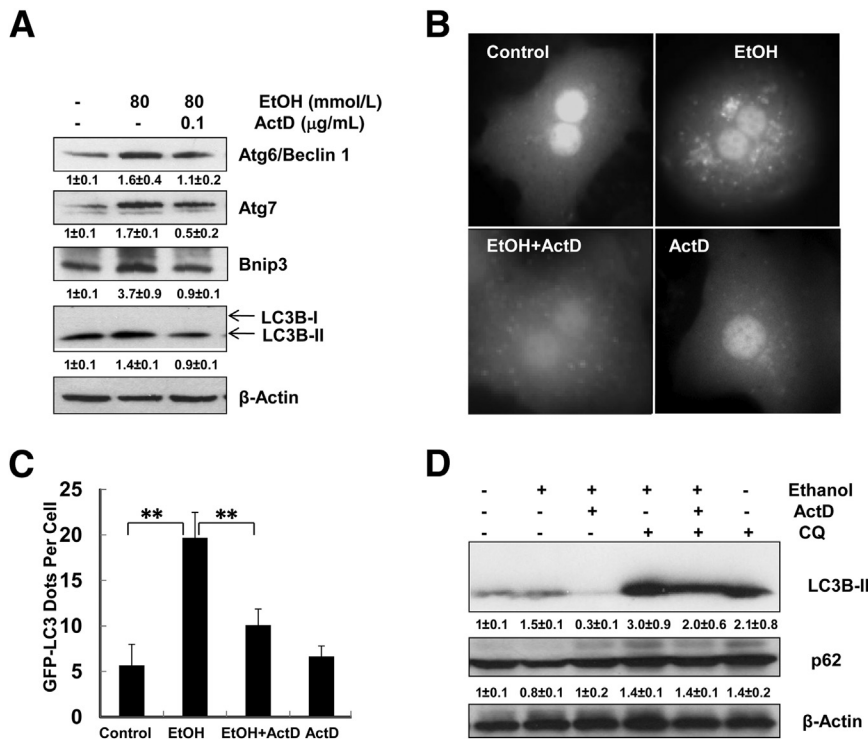 A
- 80 80 EtOH (mmol/L)
- - 0.1 ActD (μg/mL)
Atg6/Beclin 1
1±0.1 1.6±0.4 1.1±0.2
Atg7
1±0.1 1.7±0.1 0.5±0.2
Bnip3
1±0.1 3.7±0.9 0.9±0.1
LC3B-I
LC3B-II
1±0.1 1.4±0.1 0.9±0.1
β-Actin
B
Control EtOH
EtOH+ActD ActD
C
GFP-LC3 Dots Per Cell
25
20
15
10
5
0
** **
Control EtOH EtOH+ActD ActD
D
- + + + + - Ethanol
- - + - + - ActD
- - - + + + CQ
LC3B-II
1±0.1 1.5±0.1 0.3±0.1 3.0±0.9 2.0±0.6 2.1±0.8
p62
1±0.1 0.8±0.1 1±0.2 1.4±0.1 1.4±0.1 1.4±0.2
β-Actin